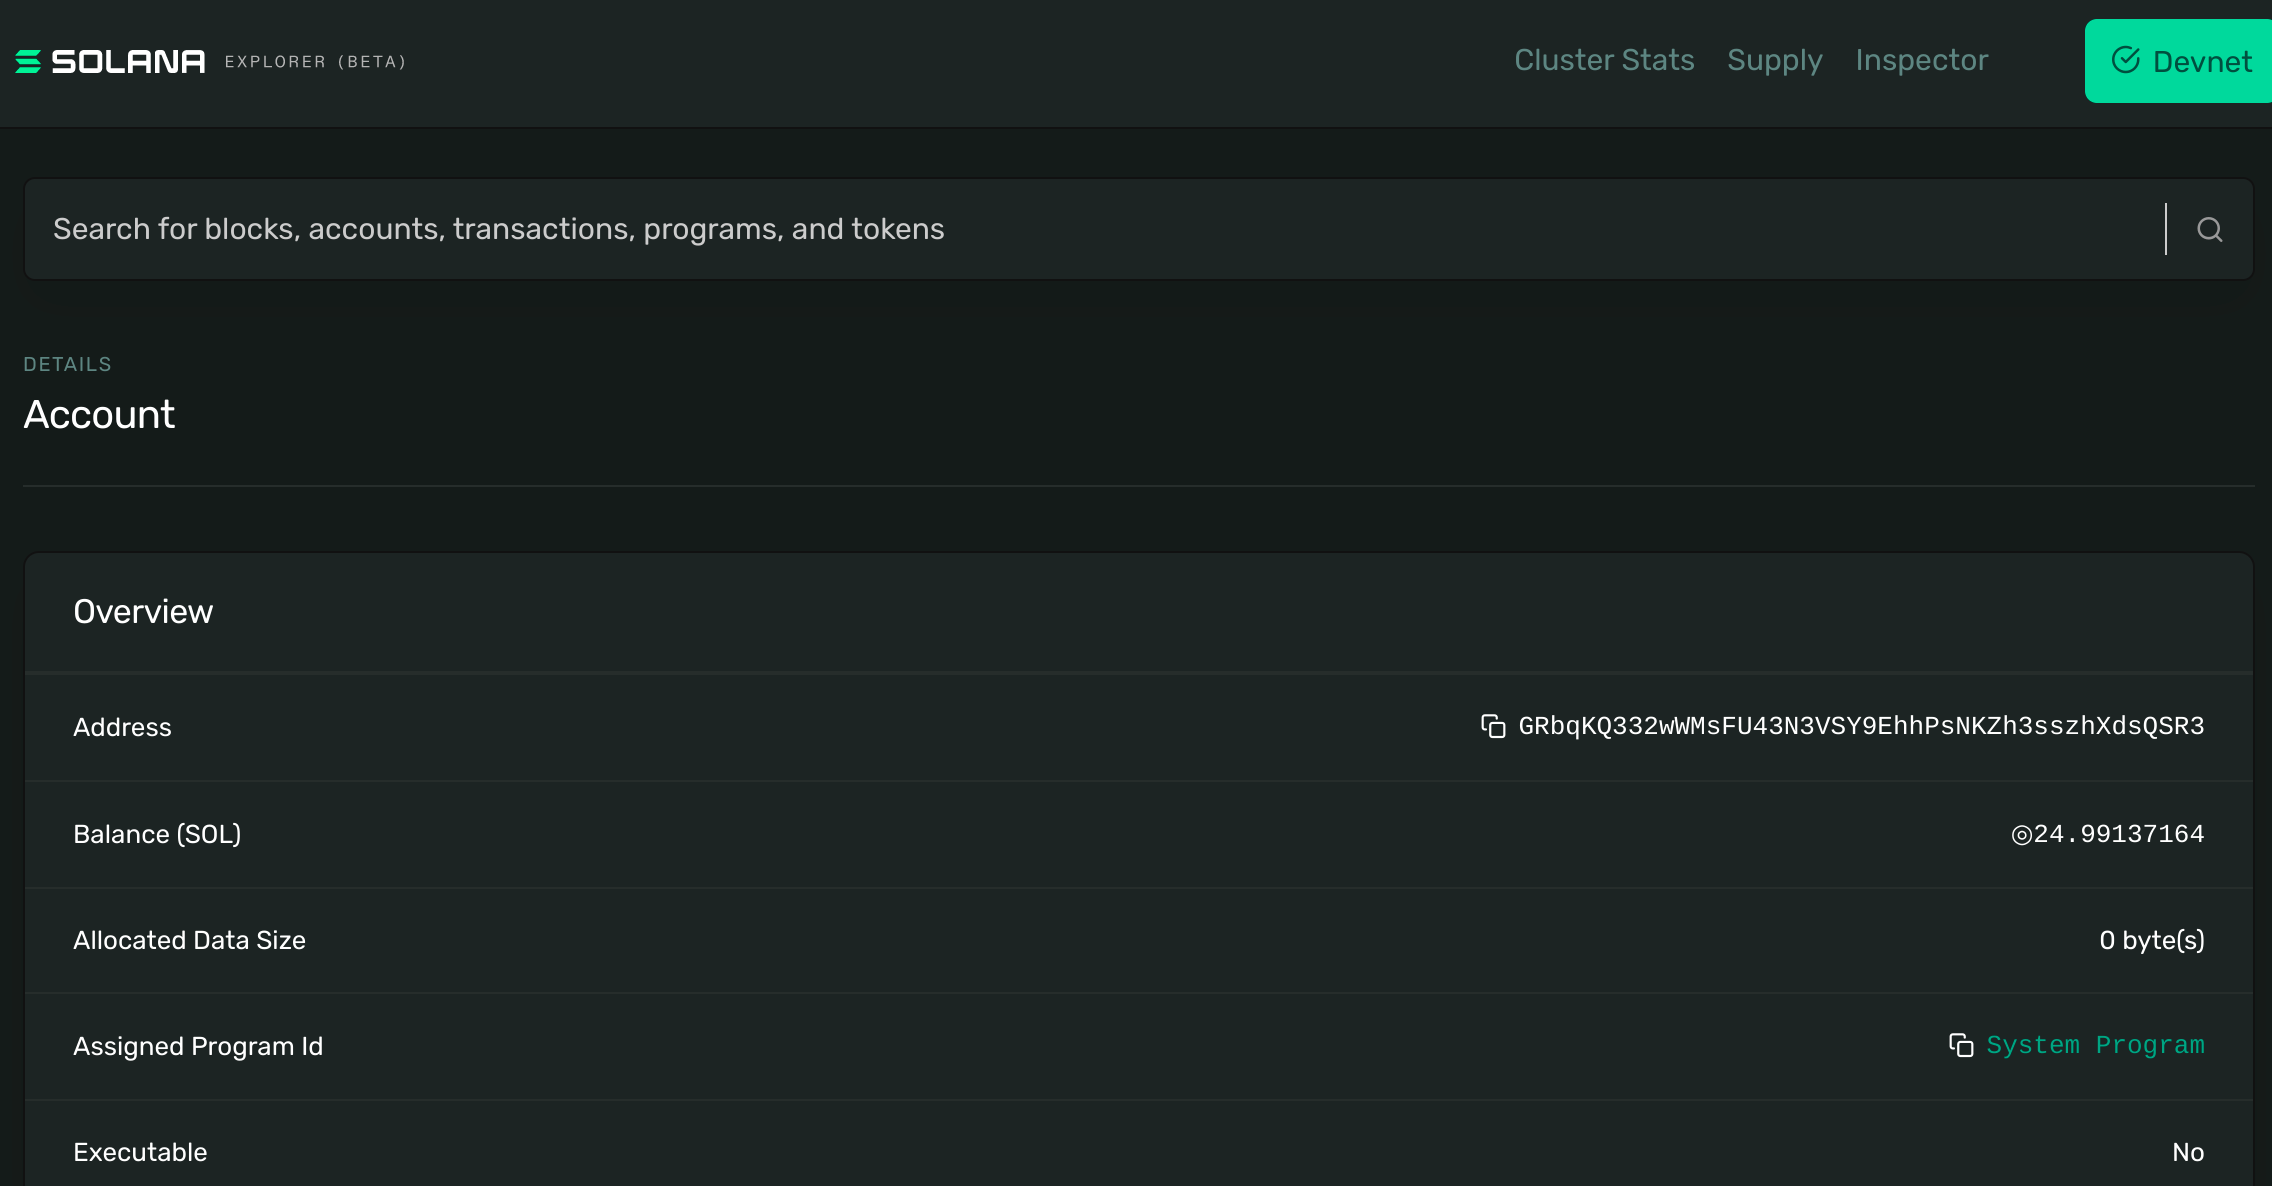 SOLANA EXPLORER (BETA) Cluster Stats Supply Inspector Devnet
Search for blocks, accounts, transactions, programs, and tokens
DETAILS
Account
Overview
Address GRbqKQ332wWMsFU43N3VSY9EhhPsNKZh3sszhXdsQSR3
Balance (SOL) ◎24.99137164
Allocated Data Size 0 byte(s)
Assigned Program Id System Program
Executable No